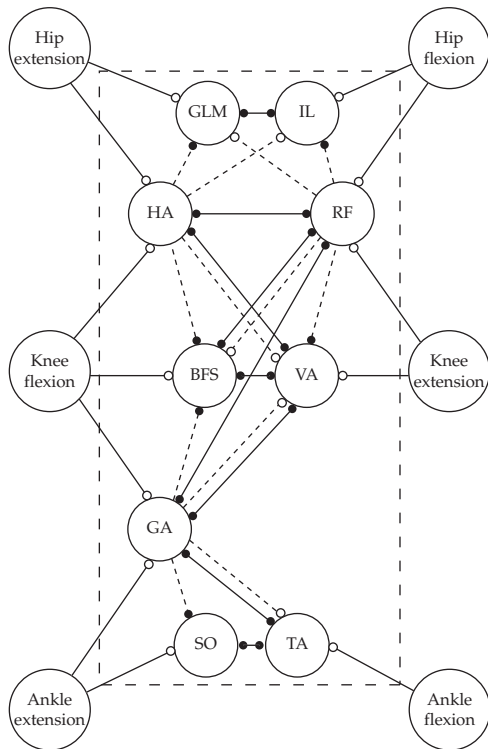 Hip
extension
Hip
flexion
GLM
IL
HA
RF
Knee
flexion
BFS
VA
Knee
extension
GA
SO
TA
Ankle
extension
Ankle
flexion